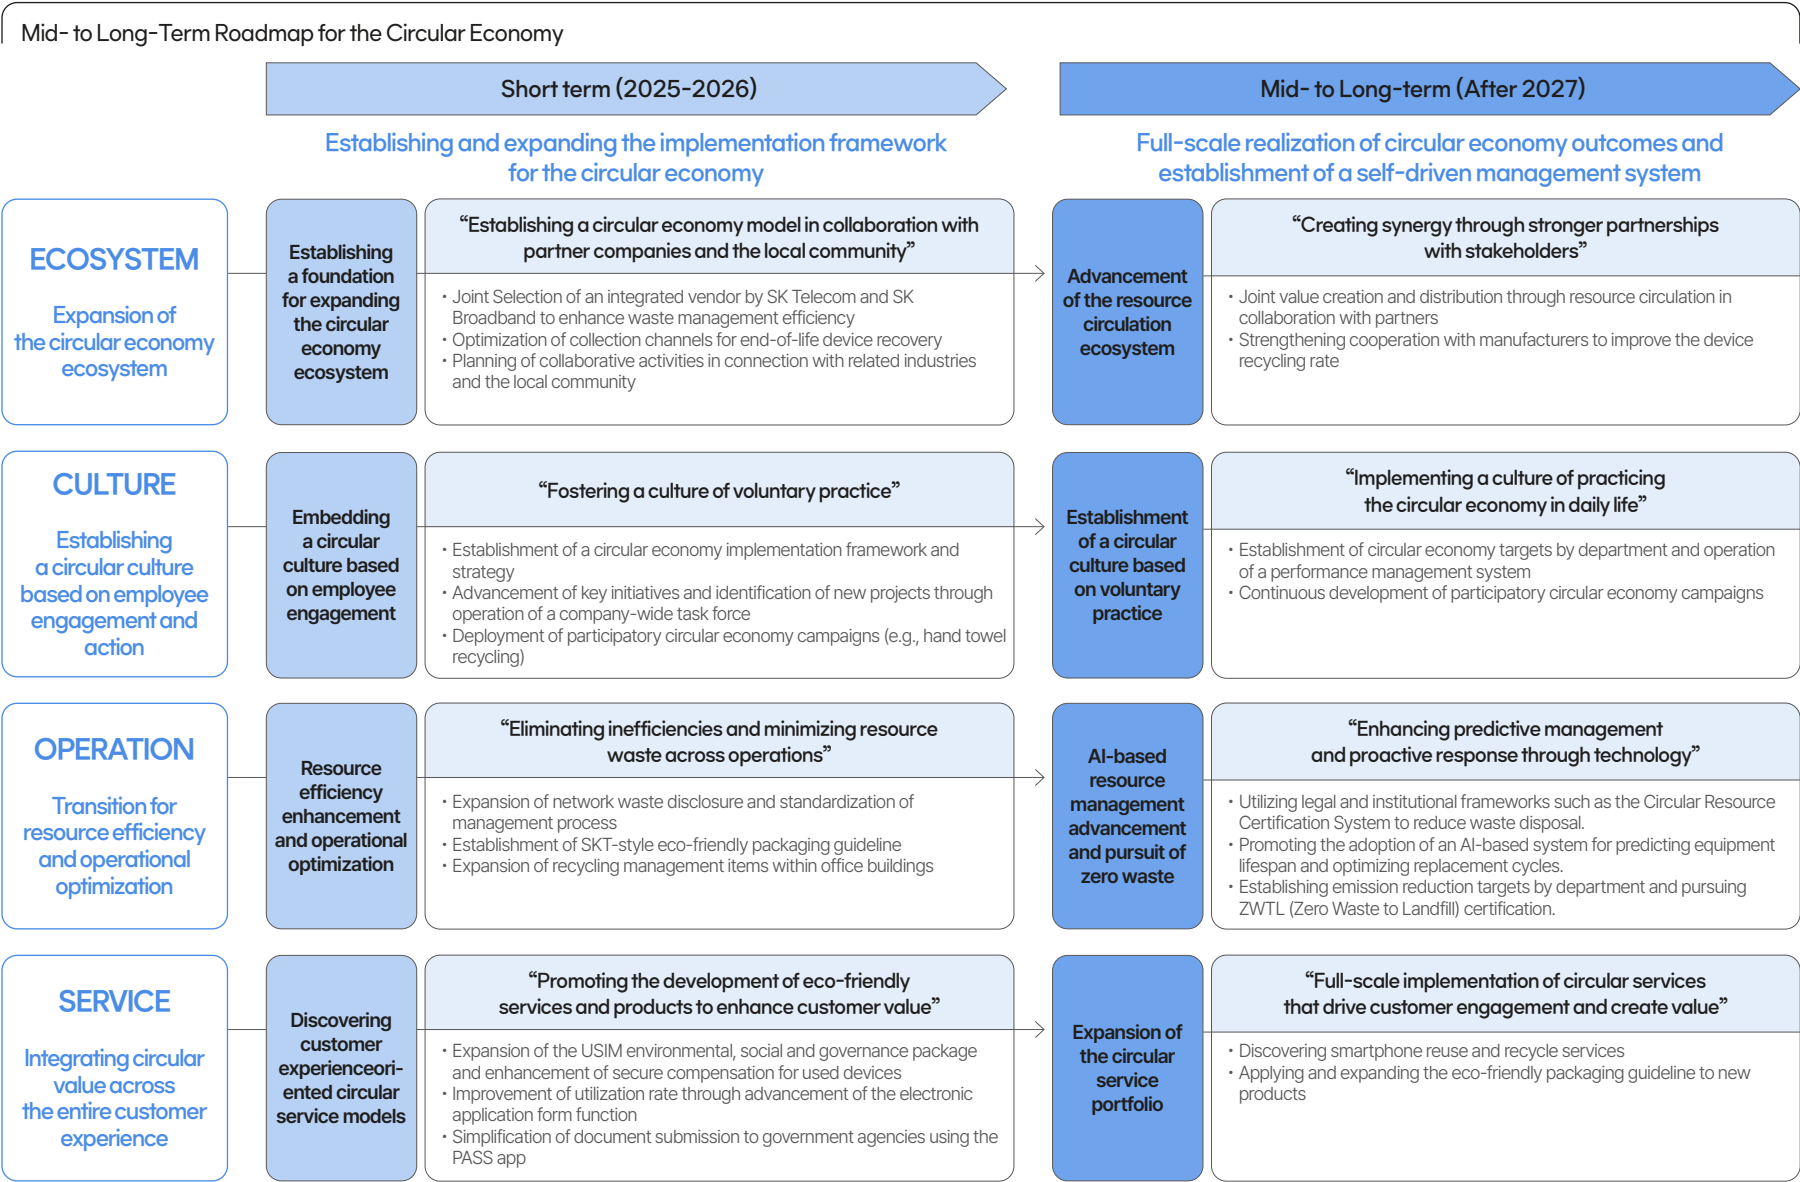 Mid- to Long-Term Roadmap for the Circular Economy
Short term (2025-2026)
Mid- to Long-term (After 2027)
Establishing and expanding the implementation framework
for the circular economy
Full-scale realization of circular economy outcomes and
establishment of a self-driven management system
ECOSYSTEM
Expansion of
the circular economy
ecosystem
Establishing
a foundation
for expanding
the circular
economy
ecosystem
“Establishing a circular economy model in collaboration with
partner companies and the local community”
· Joint Selection of an integrated vendor by SK Telecom and SK
Broadband to enhance waste management efficiency
· Optimization of collection channels for end-of-life device recovery
· Planning of collaborative activities in connection with related industries
and the local community
Advancement
of the resource
circulation
ecosystem
“Creating synergy through stronger partnerships
with stakeholders”
· Joint value creation and distribution through resource circulation in
collaboration with partners
· Strengthening cooperation with manufacturers to improve the device
recycling rate
CULTURE
Establishing
a circular culture
based on employee
engagement and
action
Embedding
a circular
culture based
on employee
engagement
“Fostering a culture of voluntary practice”
· Establishment of a circular economy implementation framework and
strategy
· Advancement of key initiatives and identification of new projects through
operation of a company-wide task force
· Deployment of participatory circular economy campaigns (e.g., hand towel
recycling)
Establishment
of a circular
culture based
on voluntary
practice
“Implementing a culture of practicing
the circular economy in daily life”
· Establishment of circular economy targets by department and operation
of a performance management system
· Continuous development of participatory circular economy campaigns
OPERATION
Transition for
resource efficiency
and operational
optimization
Resource
efficiency
enhancement
and operational
optimization
“Eliminating inefficiencies and minimizing resource
waste across operations”
· Expansion of network waste disclosure and standardization of
management process
· Establishment of SKT-style eco-friendly packaging guideline
· Expansion of recycling management items within office buildings
AI-based
resource
management
advancement
and pursuit of
zero waste
“Enhancing predictive management
and proactive response through technology”
· Utilizing legal and institutional frameworks such as the Circular Resource
Certification System to reduce waste disposal.
· Promoting the adoption of an AI-based system for predicting equipment
lifespan and optimizing replacement cycles.
· Establishing emission reduction targets by department and pursuing
ZWTL (Zero Waste to Landfill) certification.
SERVICE
Integrating circular
value across
the entire customer
experience
Discovering
customer
experienceori-
ented circular
service models
“Promoting the development of eco-friendly
services and products to enhance customer value”
· Expansion of the USIM environmental, social and governance package
and enhancement of secure compensation for used devices
· Improvement of utilization rate through advancement of the electronic
application form function
· Simplification of document submission to government agencies using the
PASS app
Expansion of
the circular
service
portfolio
“Full-scale implementation of circular services
that drive customer engagement and create value”
· Discovering smartphone reuse and recycle services
· Applying and expanding the eco-friendly packaging guideline to new
products